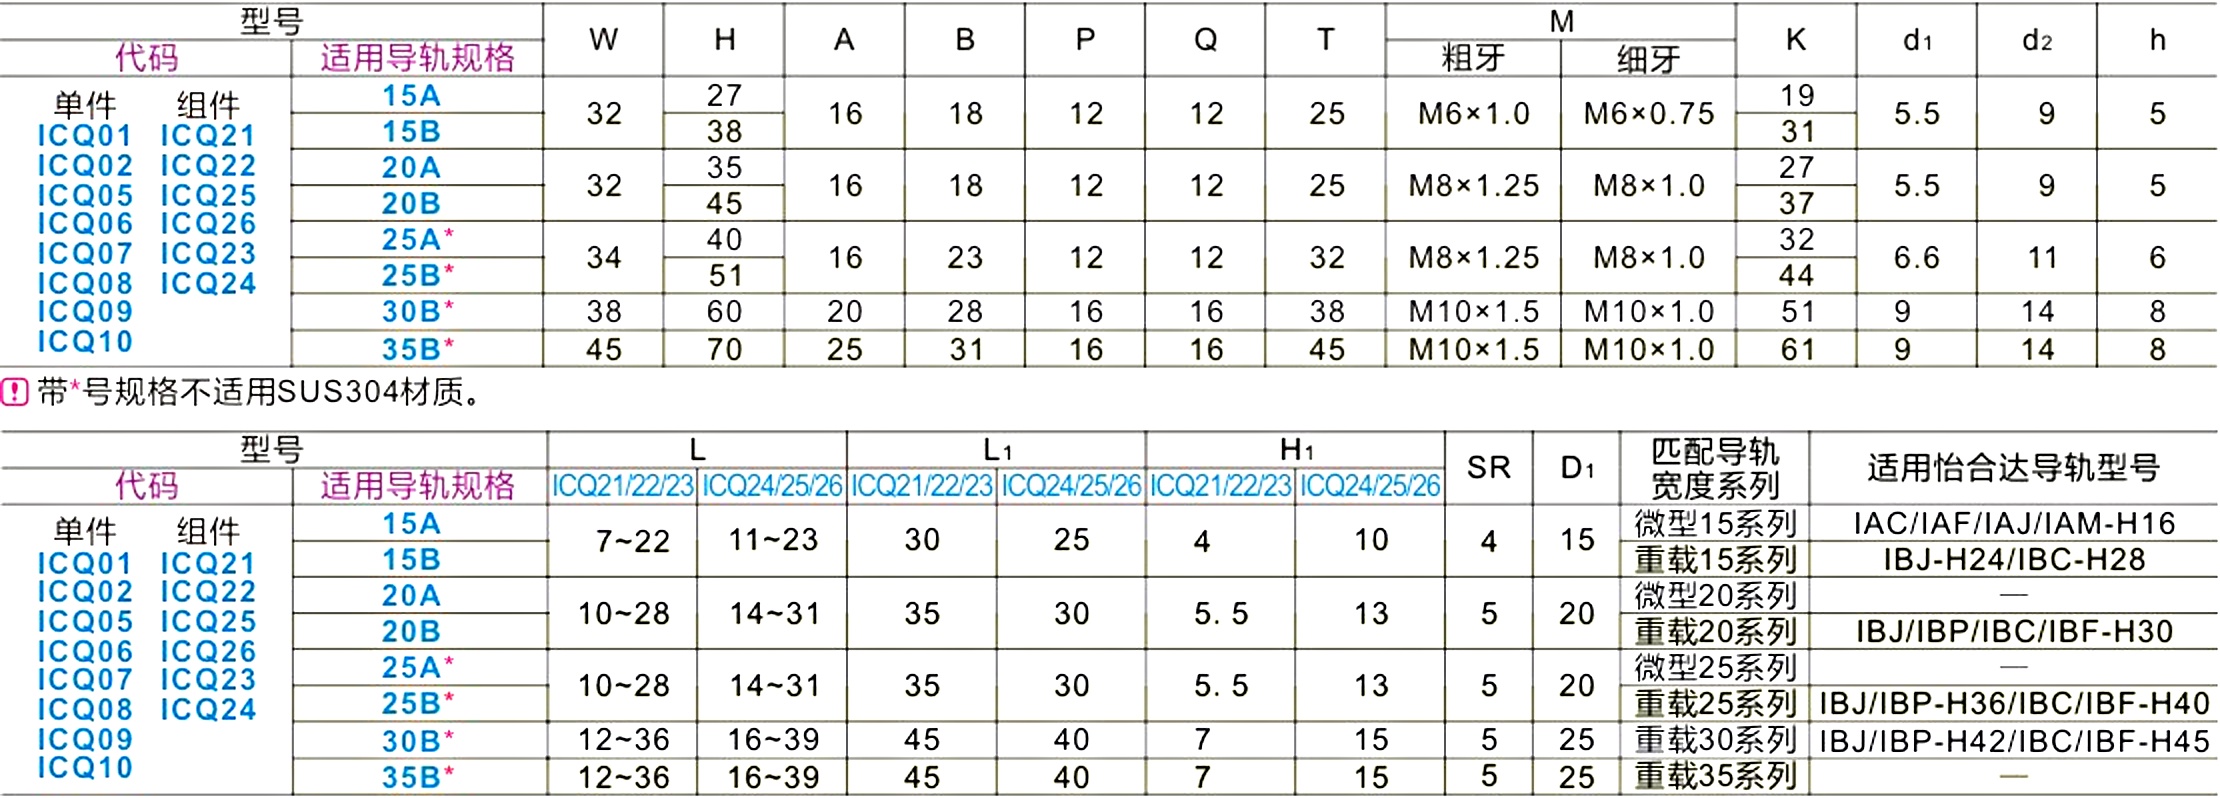 型号 W H A B P Q T M K d1 d2 h
代码 适用导轨规格 粗牙 细牙
单件 组件
ICQ01 ICQ21
ICQ02 ICQ22
ICQ05 ICQ25
ICQ06 ICQ26
ICQ07 ICQ23
ICQ08 ICQ24
ICQ09
ICQ10
15A 32 27 16 18 12 12 25 M6×1.0 M6×0.75 19 5.5 9 5
15B 38 31
20A 32 35 16 18 12 12 25 M8×1.25 M8×1.0 27 5.5 9 5
20B 45 37
25A* 34 40 16 23 12 12 32 M8×1.25 M8×1.0 32 6.6 11 6
25B* 51 44
30B* 38 60 20 28 16 16 38 M10×1.5 M10×1.0 51 9 14 8
35B* 45 70 25 31 16 16 45 M10×1.5 M10×1.0 61 9 14 8
! 带*号规格不适用SUS304材质。
型号 L L1 H1 SR D1 匹配导轨 适用怡合达导轨型号
宽度系列
代码 适用导轨规格 ICQ21/22/23 ICQ24/25/26 ICQ21/22/23 ICQ24/25/26 ICQ21/22/23 ICQ24/25/26
单件 组件
ICQ01 ICQ21
ICQ02 ICQ22
ICQ05 ICQ25
ICQ06 ICQ26
ICQ07 ICQ23
ICQ08 ICQ24
ICQ09
ICQ10
15A 7~22 11~23 30 25 4 10 4 15 微型15系列 IAC/IAF/IAJ/IAM-H16
15B 重载15系列 IBJ-H24/IBC-H28
20A 10~28 14~31 35 30 5.5 13 5 20 微型20系列 —
20B 重载20系列 IBJ/IBP/IBC/IBF-H30
25A* 10~28 14~31 35 30 5.5 13 5 20 微型25系列 —
25B* 重载25系列 IBJ/IBP-H36/IBC/IBF-H40
30B* 12~36 16~39 45 40 7 15 5 25 重载30系列 IBJ/IBP-H42/IBC/IBF-H45
35B* 12~36 16~39 45 40 7 15 5 25 重载35系列 —